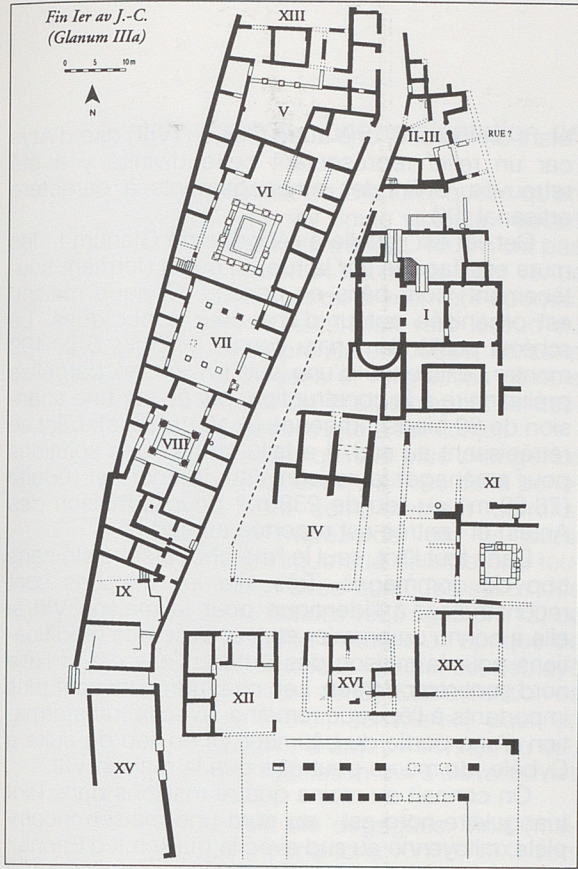 Fin Ier av J.-C.
(Glanum IIIa)
0 5 10 m
N
XIII
V
II-III
RUE ?
VI
I
VII
VIII
XI
IV
IX
XII
XVI
XIX
XV